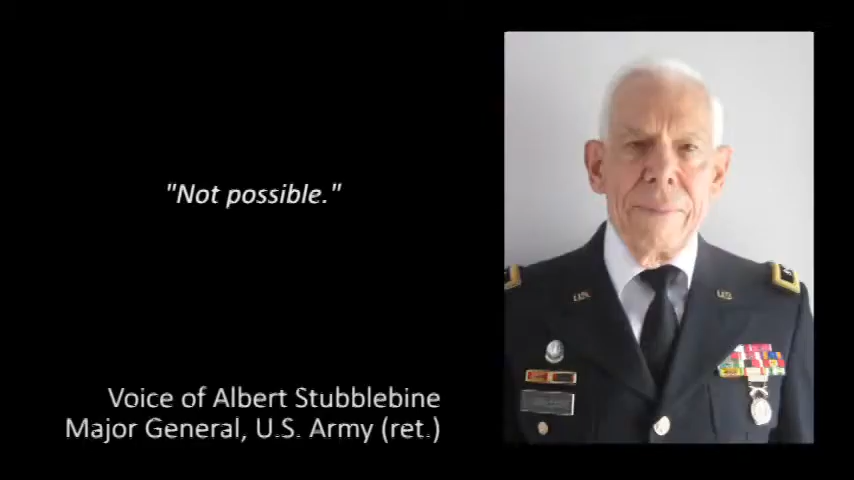 "Not possible."
Voice of Albert Stubblebine
Major General, U.S. Army (ret.)
U.S.
U.S.